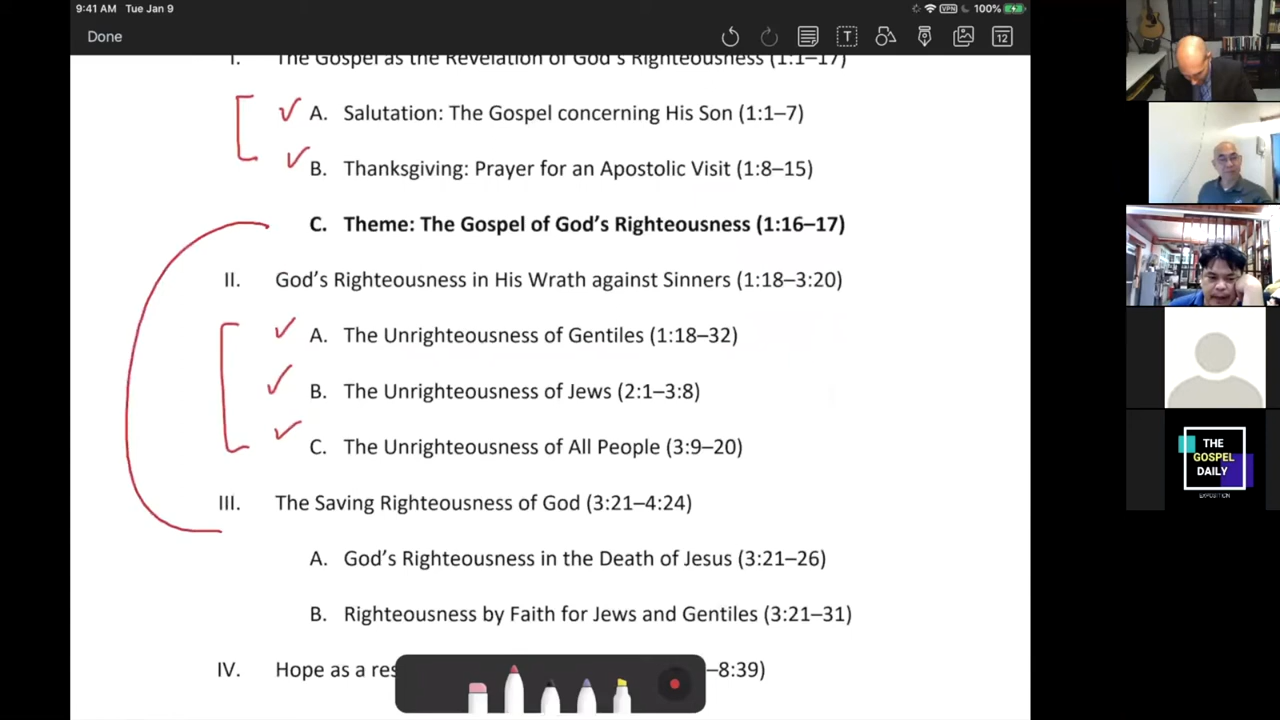 9:41 AM Tue Jan 9
VPN
100%
Done
T
12
I. The Gospel as the Revelation of God's Righteousness (1:1–17)
A. Salutation: The Gospel concerning His Son (1:1–7)
B. Thanksgiving: Prayer for an Apostolic Visit (1:8–15)
C. Theme: The Gospel of God's Righteousness (1:16–17)
II. God's Righteousness in His Wrath against Sinners (1:18–3:20)
A. The Unrighteousness of Gentiles (1:18–32)
B. The Unrighteousness of Jews (2:1–3:8)
C. The Unrighteousness of All People (3:9–20)
III. The Saving Righteousness of God (3:21–4:24)
A. God's Righteousness in the Death of Jesus (3:21–26)
B. Righteousness by Faith for Jews and Gentiles (3:21–31)
IV. Hope as a –8:39)
THE
GOSPEL
DAILY
EXPOSITION